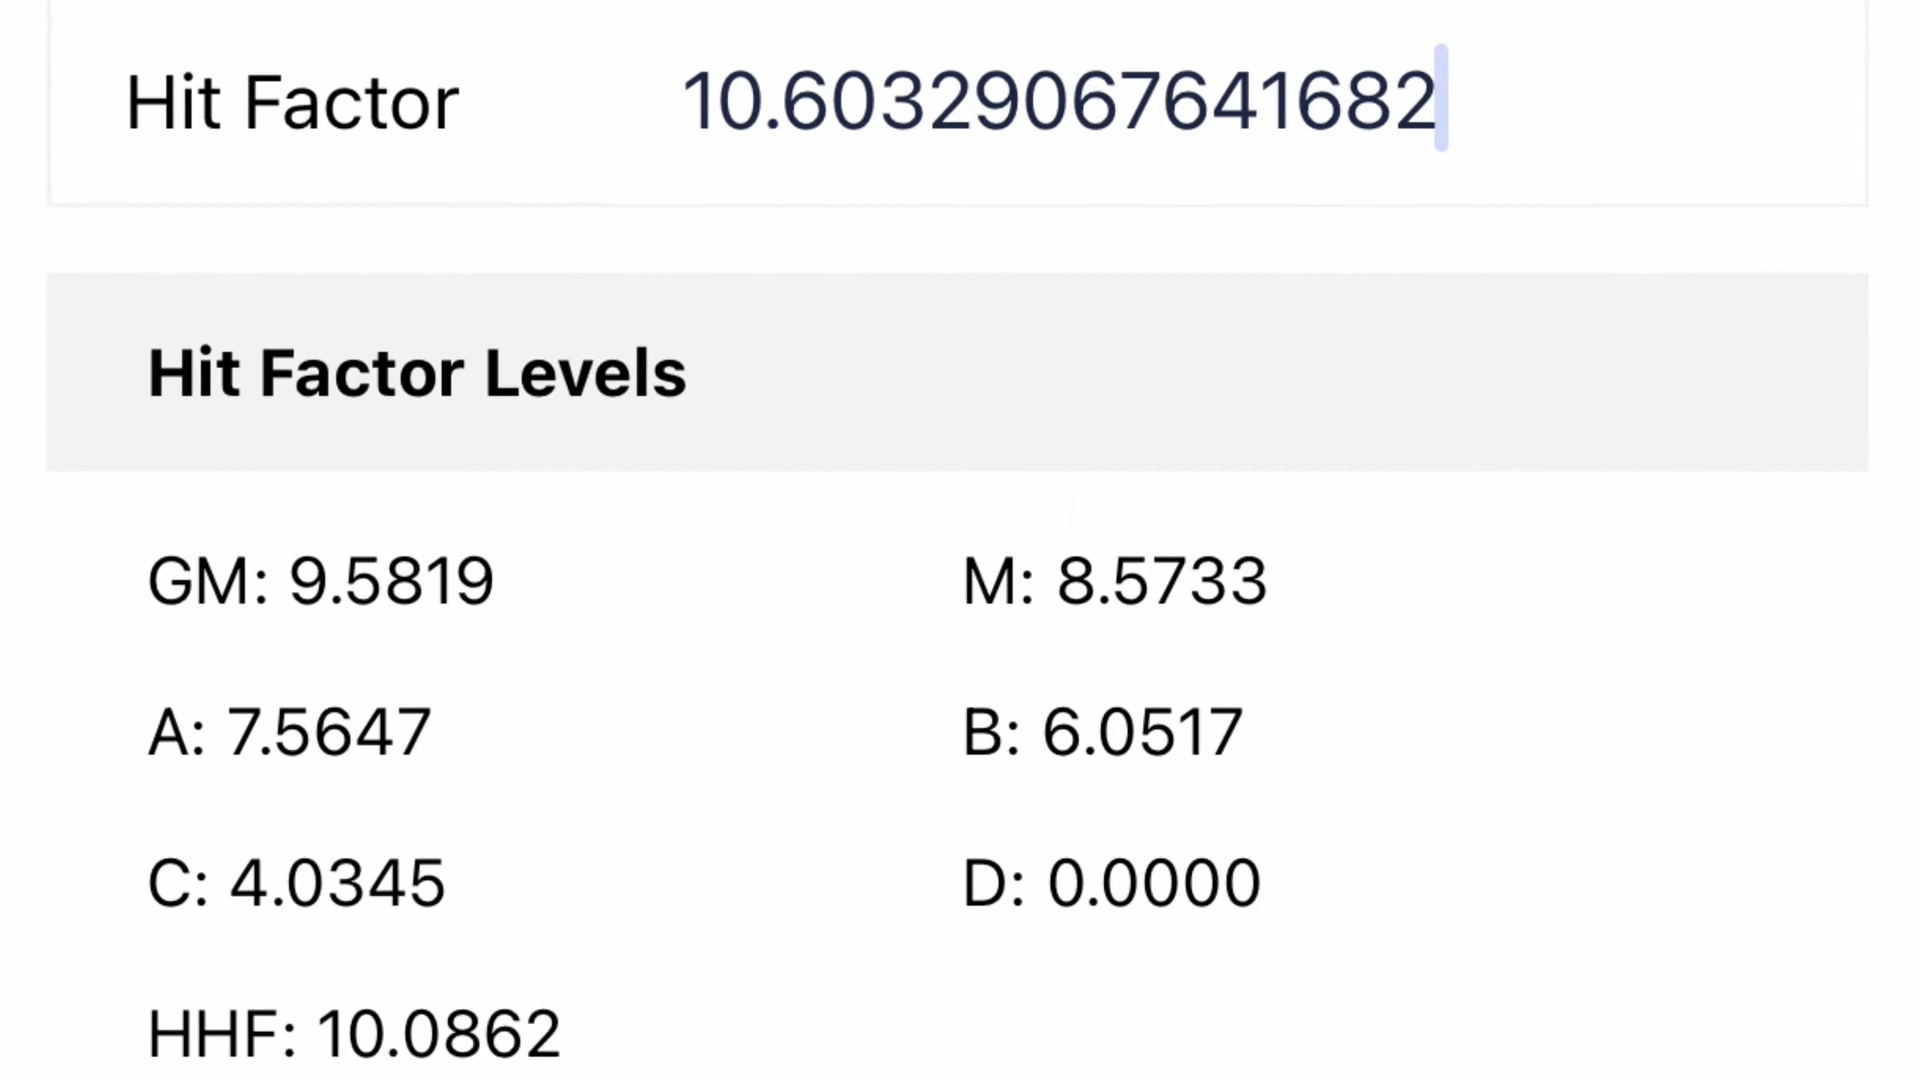 Hit Factor 10.60329067641682
Hit Factor Levels
GM: 9.5819 M: 8.5733
A: 7.5647 B: 6.0517
C: 4.0345 D: 0.0000
HHF: 10.0862